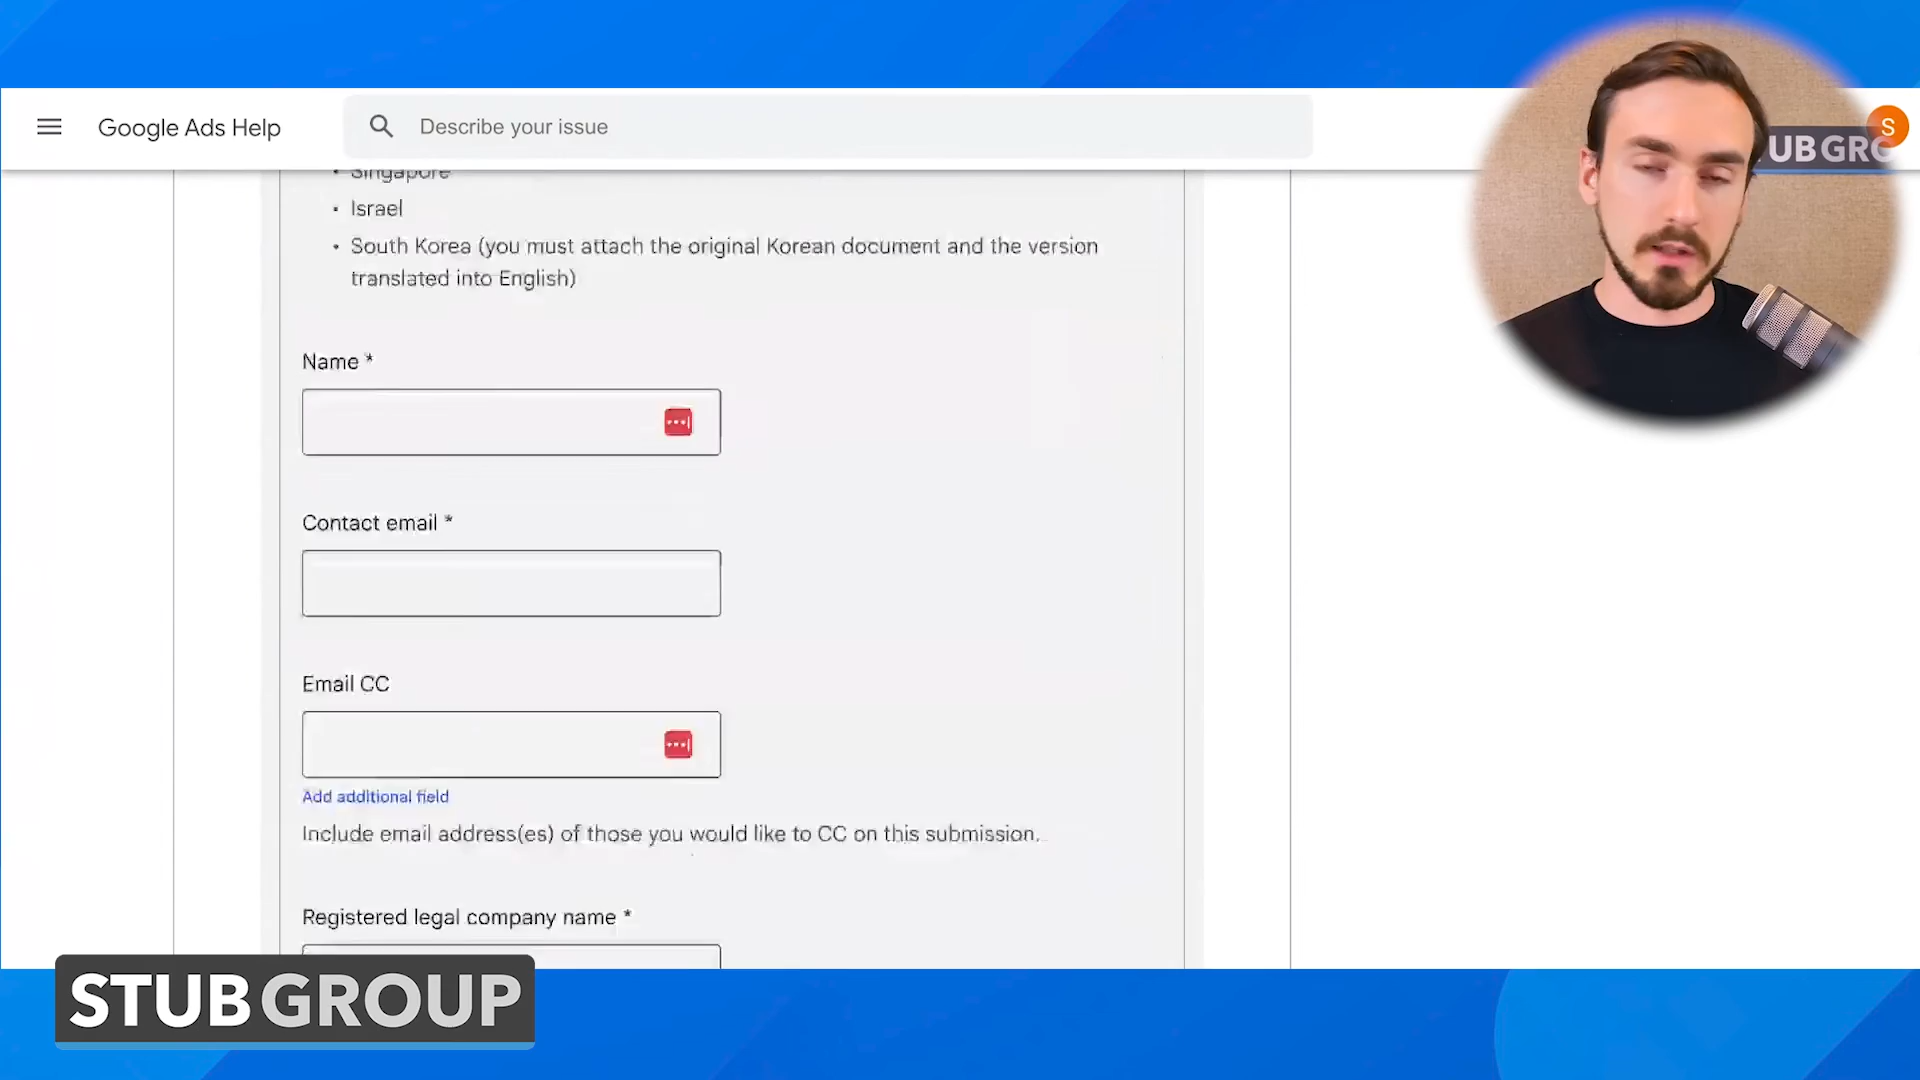 Google Ads Help
Describe your issue
S
UBGRO
• Singapore
• Israel
• South Korea (you must attach the original Korean document and the version
translated into English)
Name *
Contact email *
Email CC
Add additional field
Include email address(es) of those you would like to CC on this submission.
Registered legal company name *
STUBGROUP